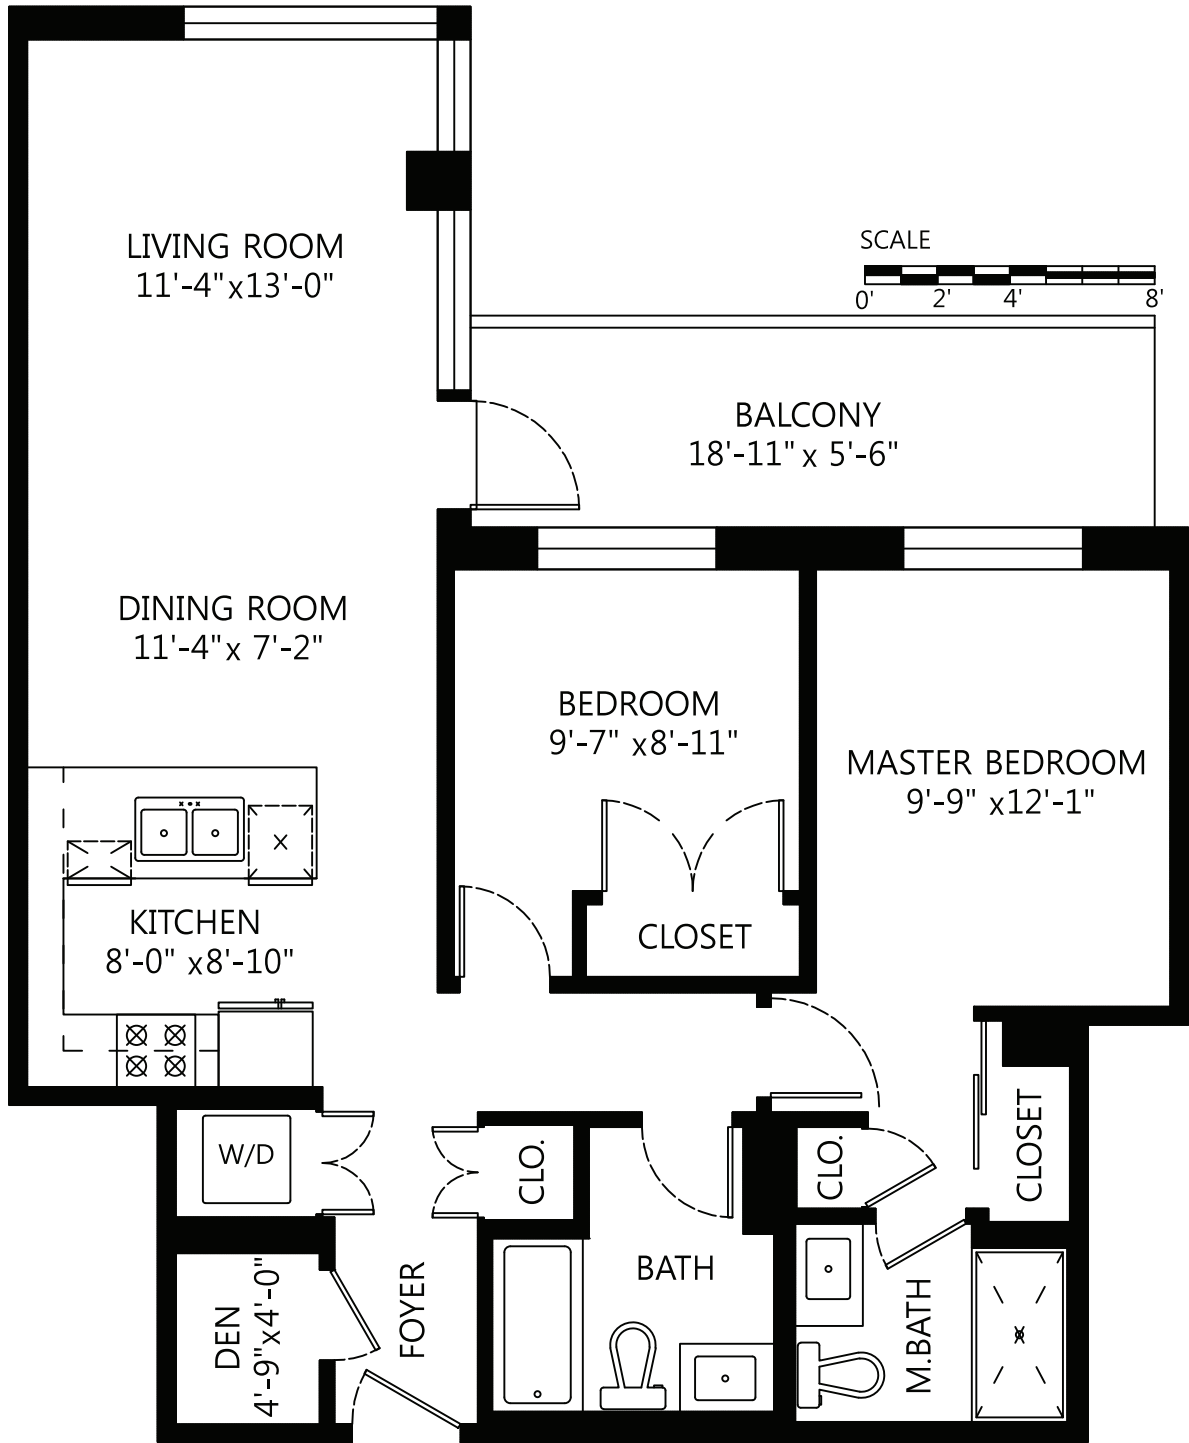 LIVING ROOM
11'-4" x13'-0"
SCALE
0' 2' 4' 8'
BALCONY
18'-11" x 5'-6"
DINING ROOM
11'-4" x 7'-2"
BEDROOM
9'-7" x8'-11"
MASTER BEDROOM
9'-9" x12'-1"
KITCHEN
8'-0" x8'-10"
CLOSET
W/D
CLO.
CLO.
CLOSET
BATH
FOYER
DEN
4'-9"x4'-0"
M.BATH